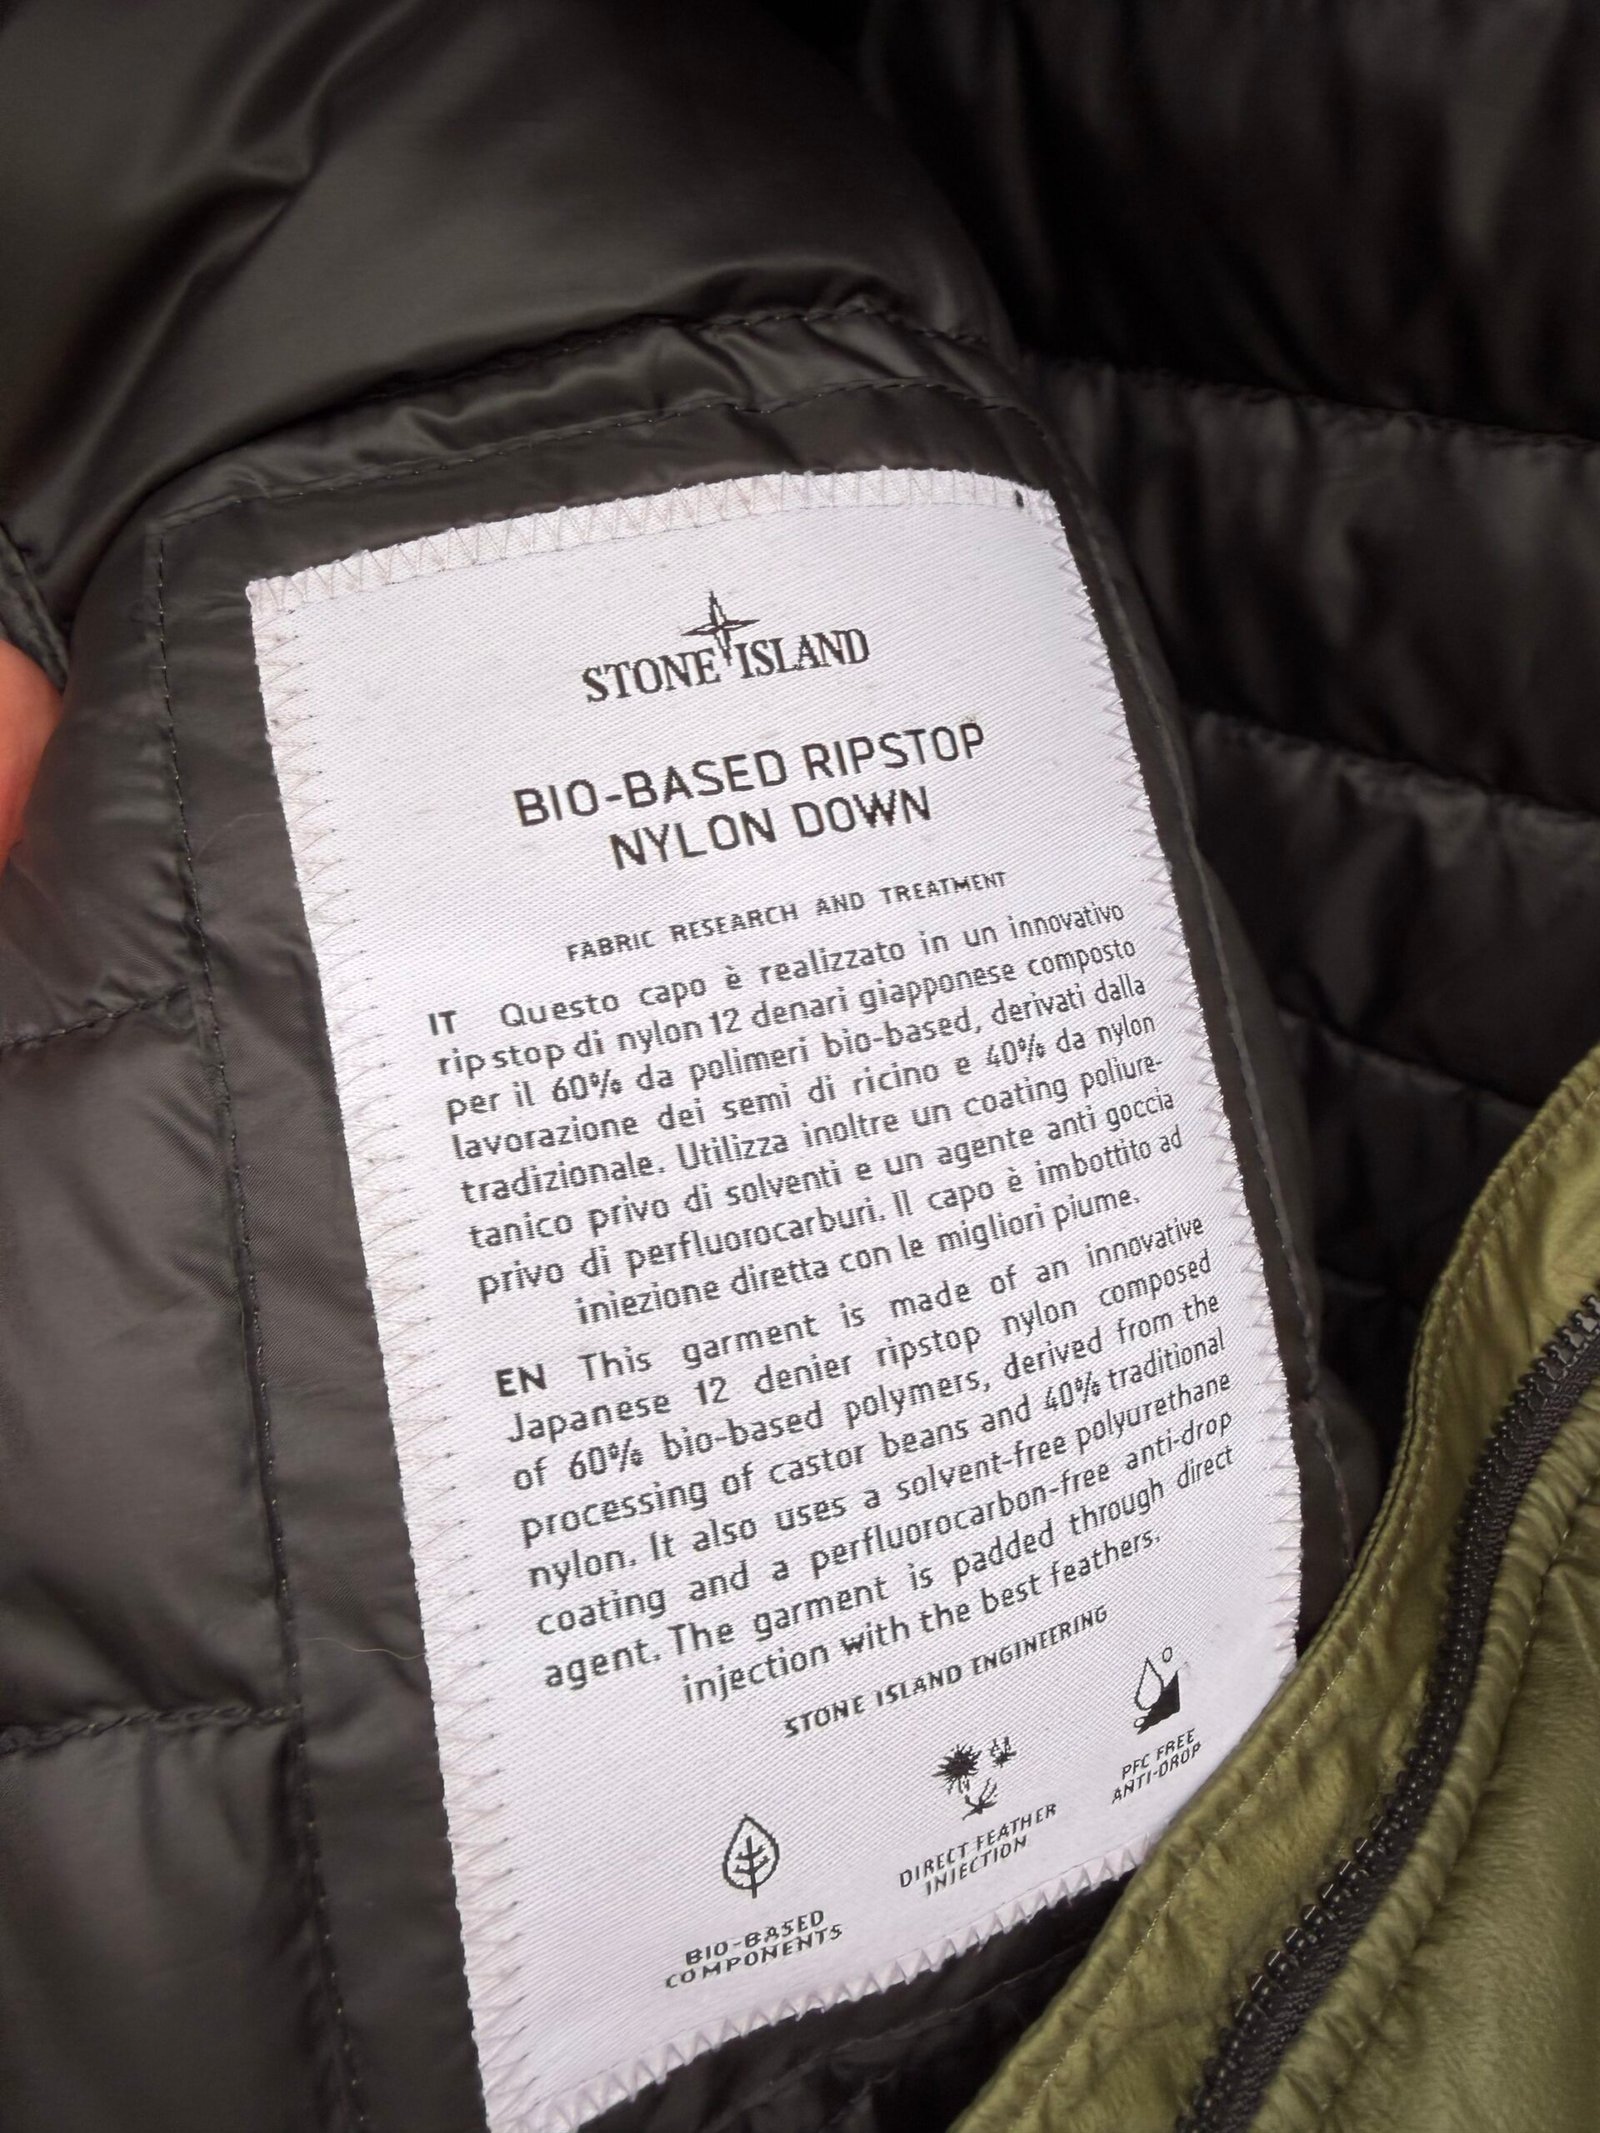 STONE ISLAND
BIO-BASED RIPSTOP
NYLON DOWN
FABRIC RESEARCH AND TREATMENT
IT Questo capo è realizzato in un innovativo
ripstop di nylon 12 denari giapponese composto
per il 60% da polimeri bio-based, derivati dalla
lavorazione dei semi di ricino e 40% da nylon
tradizionale. Utilizza inoltre un coating poliure-
tanico privo di solventi e un agente anti goccia
privo di perfluorocarburi. Il capo è imbottito ad
iniezione diretta con le migliori piume.
EN This garment is made of an innovative
Japanese 12 denier ripstop nylon composed
of 60% bio-based polymers, derived from the
processing of castor beans and 40% traditional
nylon. It also uses a solvent-free polyurethane
coating and a perfluorocarbon-free anti-drop
agent. The garment is padded through direct
injection with the best feathers.
STONE ISLAND ENGINEERING
BIO-BASED
COMPONENTS
DIRECT FEATHER
INJECTION
PFC FREE
ANTI-DROP